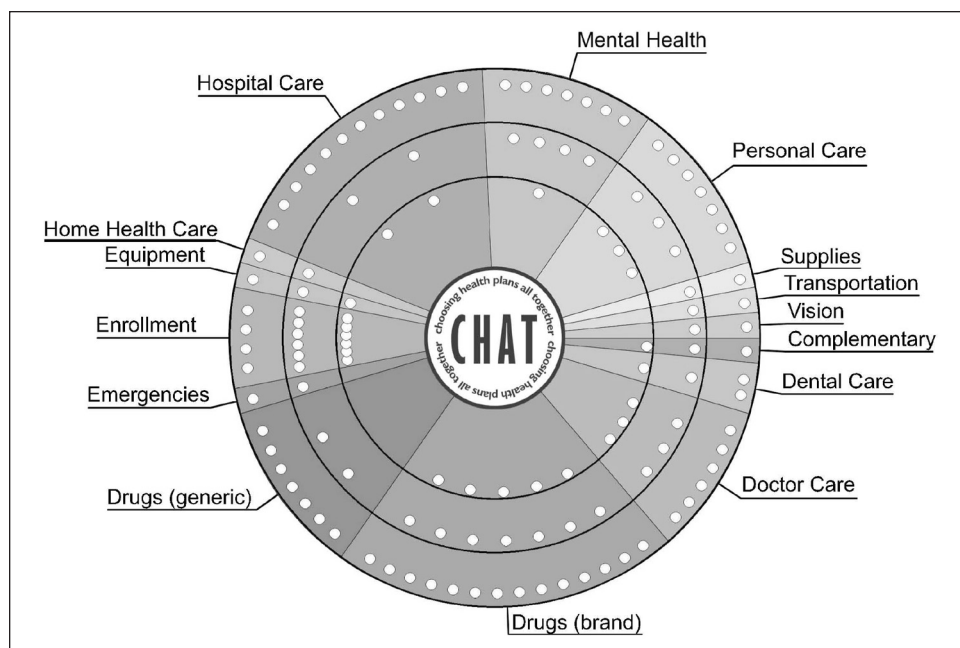 Mental Health
Hospital Care
Personal Care
Home Health Care
Equipment
Supplies
Transportation
Vision
Enrollment
Complementary
Emergencies
Dental Care
Drugs (generic)
Doctor Care
Drugs (brand)
choosing health plans all together
choosing health plans all together
CHAT